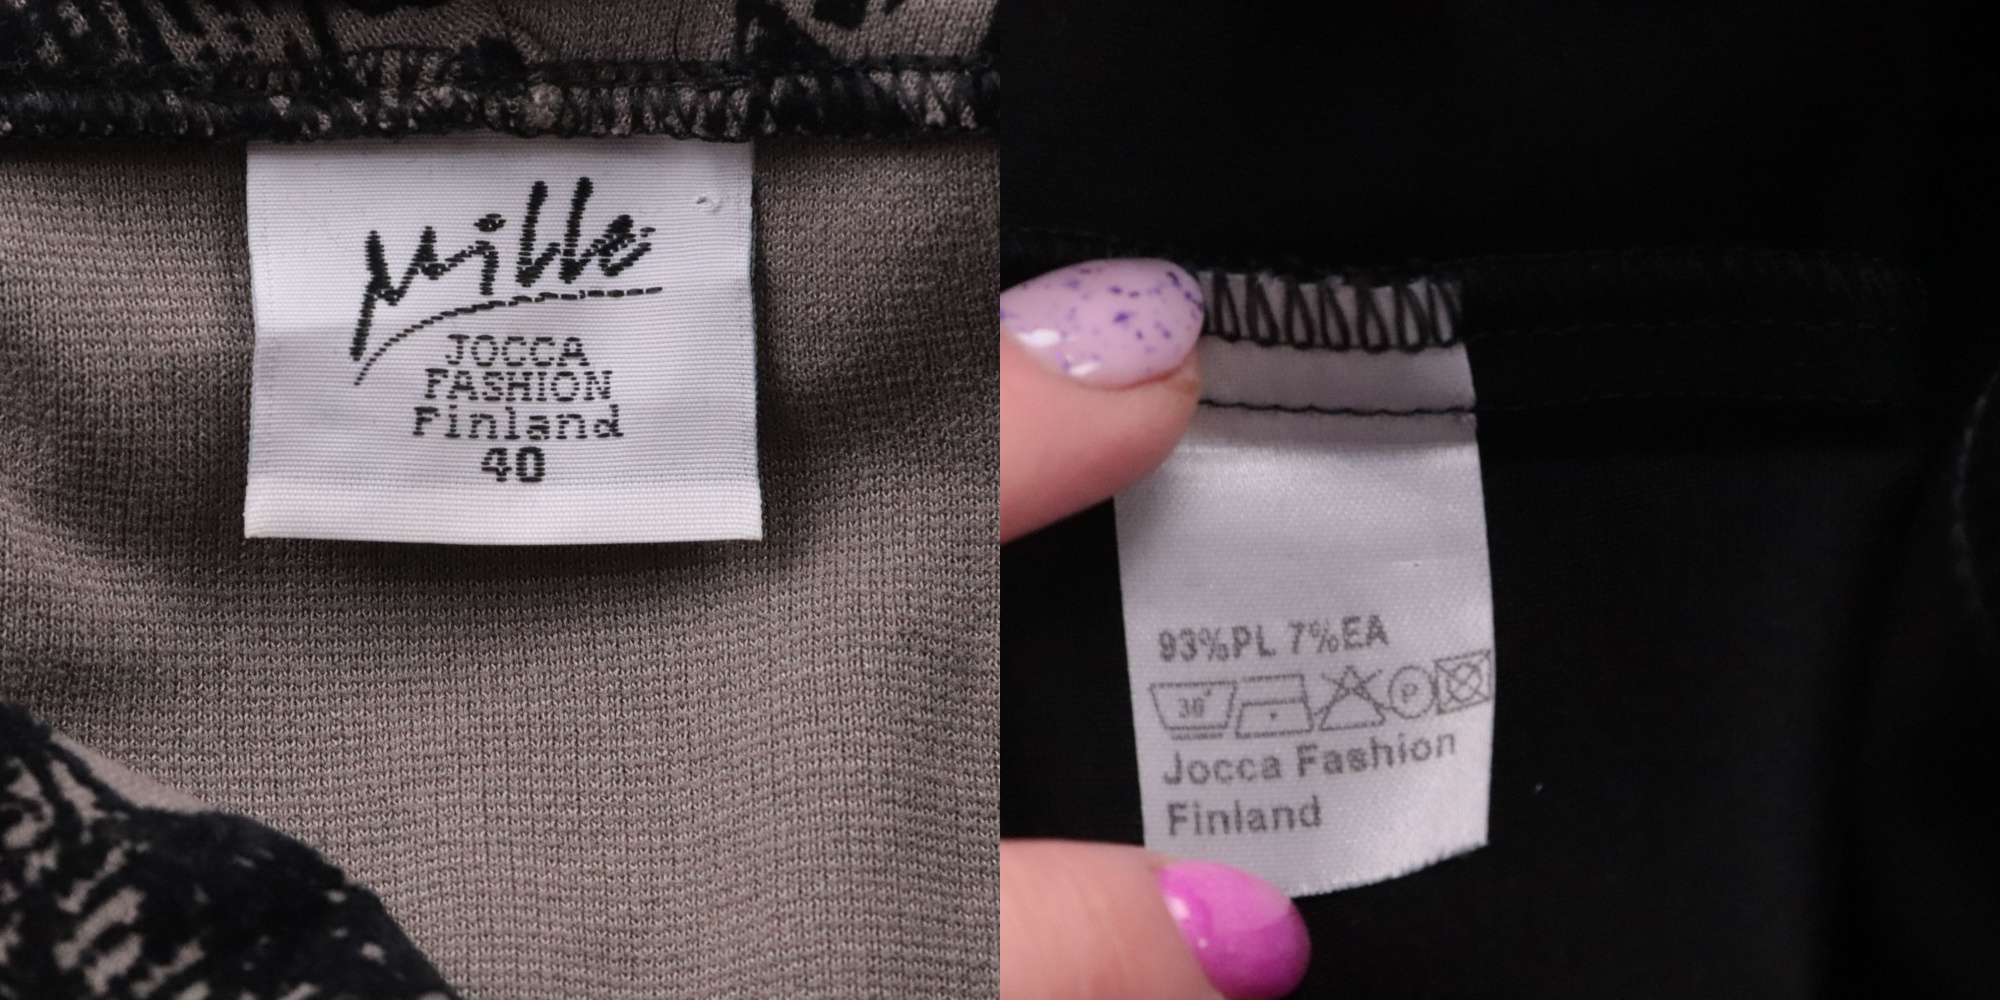 Mille
JOCCA
FASHION
Finland
40
93%PL 7%EA
30°
P
Jocca Fashion
Finland